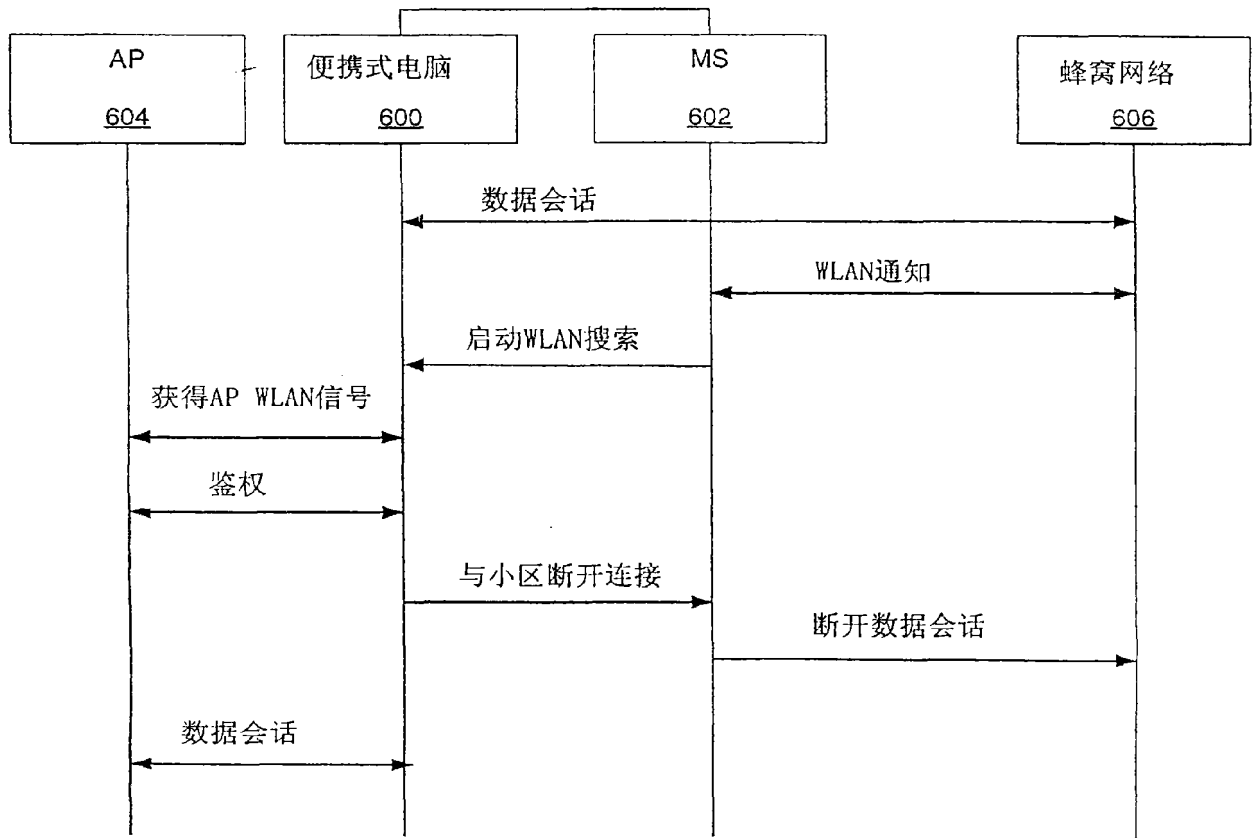 AP
604
便携式电脑
600
MS
602
蜂窝网络
606
数据会话
WLAN通知
启动WLAN搜索
获得AP WLAN信号
鉴权
与小区断开连接
断开数据会话
数据会话